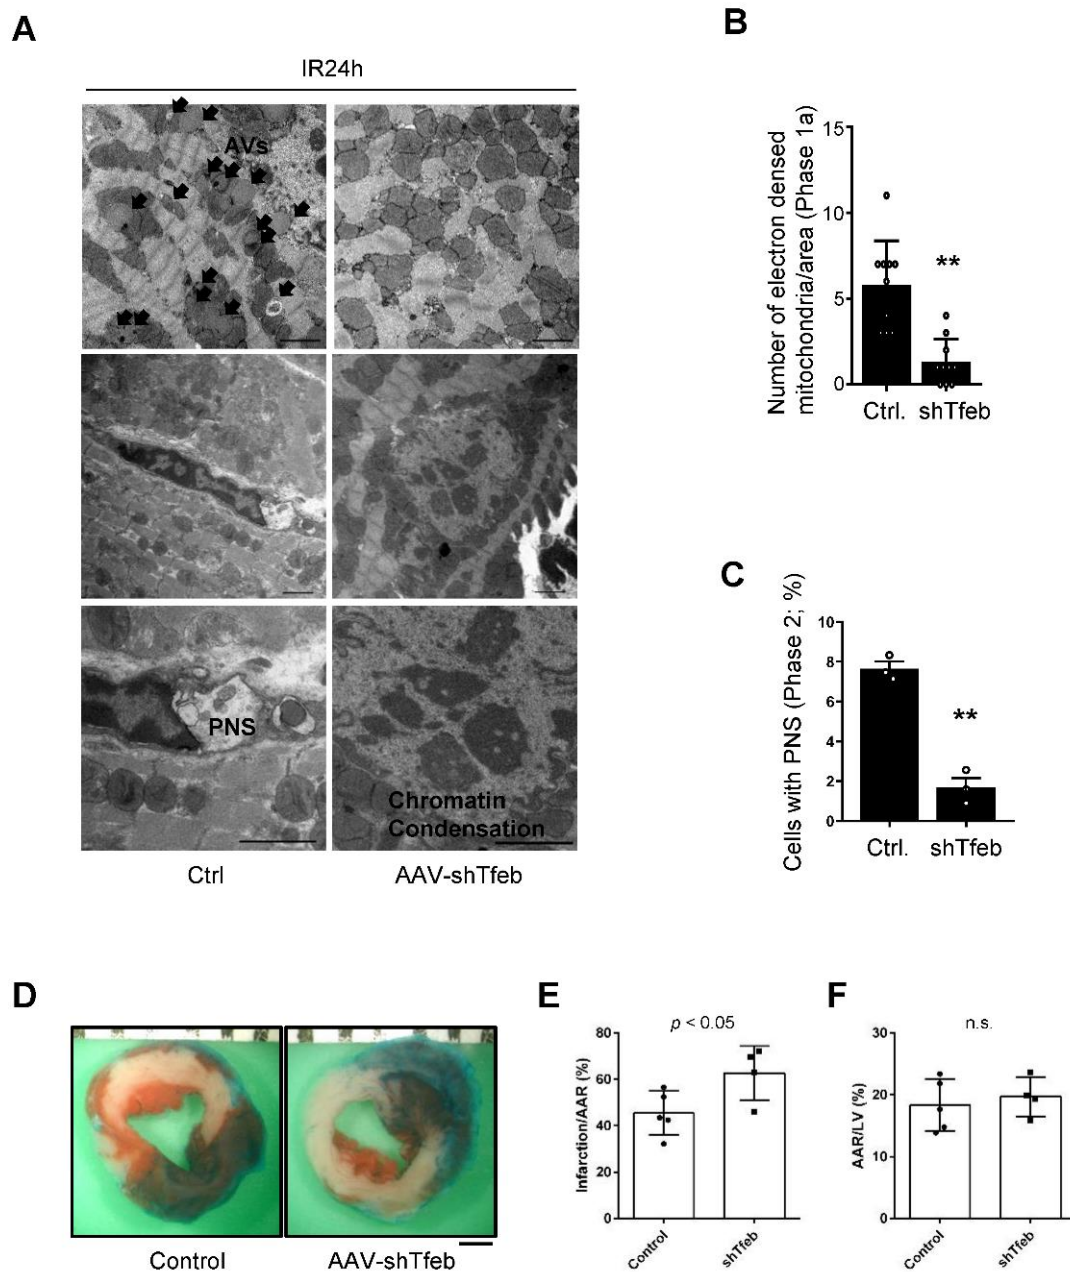 A
IR24h
AVs
PNS
Chromatin
Condensation
Ctrl
AAV-shTfeb
B
Number of electron densed
mitochondria/area (Phase 1a)
15
10
5
0
**
Ctrl.
shTfeb
C
Cells with PNS (Phase 2; %)
10
8
6
4
2
0
**
Ctrl.
shTfeb
D
Control
AAV-shTfeb
E
p < 0.05
Infarction/AAR (%)
80
60
40
20
0
Control
shTfeb
F
n.s.
AAR/LV (%)
30
20
10
0
Control
shTfeb